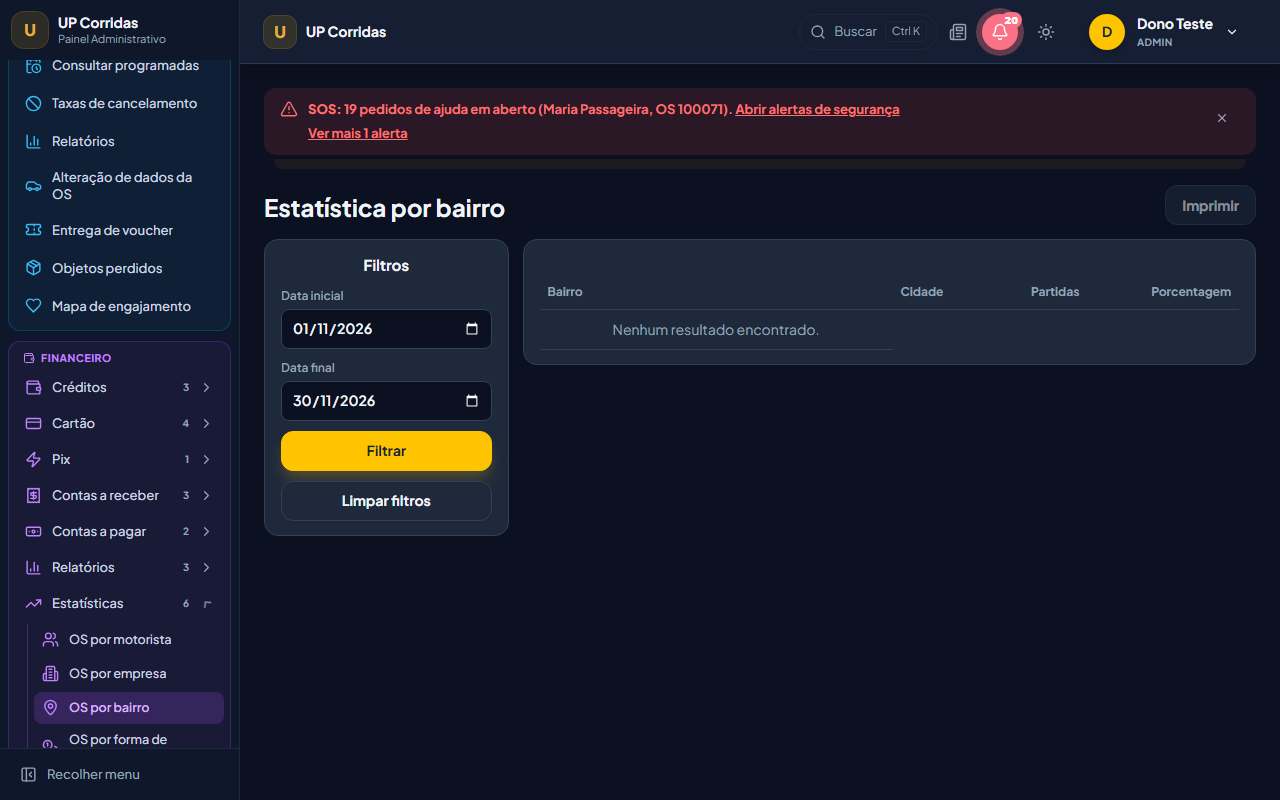 U
UP Corridas
Painel Administrativo
Consultar programadas
Taxas de cancelamento
Relatórios
Alteração de dados da
OS
Entrega de voucher
Objetos perdidos
Mapa de engajamento
FINANCEIRO
Créditos 3
Cartão 4
Pix 1
Contas a receber 3
Contas a pagar 2
Relatórios 3
Estatísticas 6
OS por motorista
OS por empresa
OS por bairro
OS por forma de
Recolher menu
U UP Corridas
Buscar Ctrl K
20
D
Dono Teste
ADMIN
SOS: 19 pedidos de ajuda em aberto (Maria Passageira, OS 100071). Abrir alertas de segurança
Ver mais 1 alerta
Estatística por bairro
Imprimir
Filtros
Data inicial
01/11/2026
Data final
30/11/2026
Filtrar
Limpar filtros
Bairro Cidade Partidas Porcentagem
Nenhum resultado encontrado.